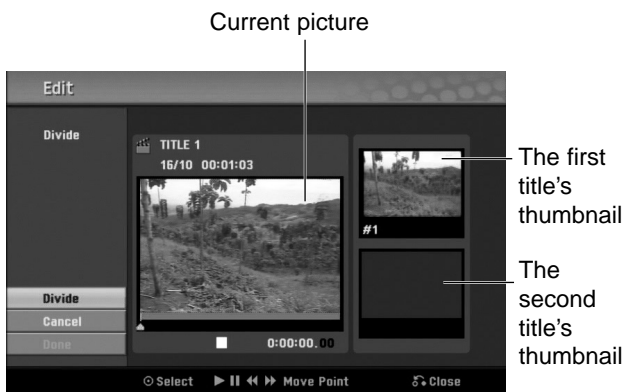 Current picture
Edit
Divide
TITLE 1
16/10 00:01:03
#1
The first
title's
thumbnail
The
second
title's
thumbnail
Divide
Cancel
Done
0:00:00.00
Select Move Point Close